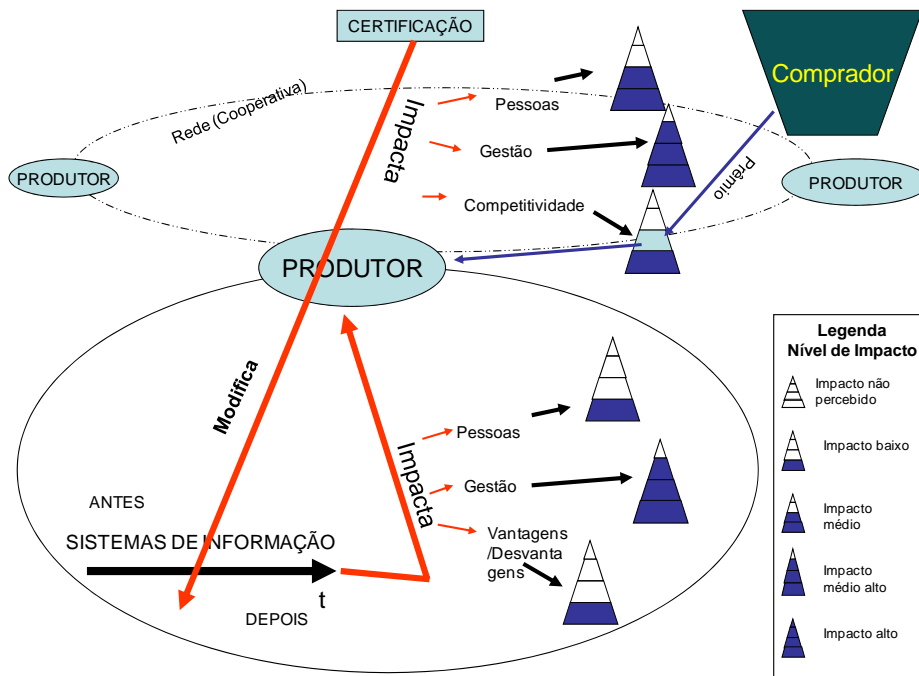 CERTIFICAÇÃO
Comprador
Rede (Cooperativa)
Impacta
Pessoas
Gestão
Competitividade
Prêmio
PRODUTOR
PRODUTOR
PRODUTOR
Modifica
Impacta
Pessoas
Gestão
Vantagens
/Desvanta
gens
ANTES
SISTEMAS DE INFORMAÇÃO
t
DEPOIS
Legenda
Nível de Impacto
Impacto não
percebido
Impacto baixo
Impacto
médio
Impacto
médio alto
Impacto alto